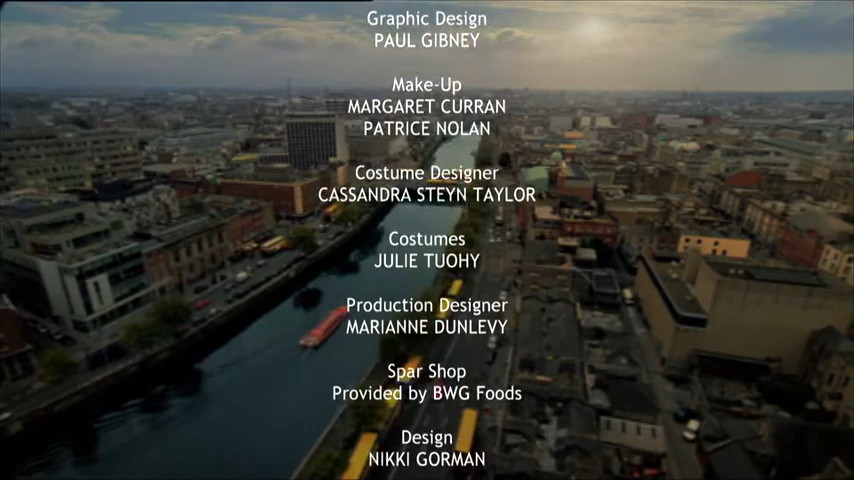 Graphic Design
PAUL GIBNEY
Make-Up
MARGARET CURRAN
PATRICE NOLAN
Costume Designer
CASSANDRA STEYN TAYLOR
Costumes
JULIE TUOHY
Production Designer
MARIANNE DUNLEVY
Spar Shop
Provided by BWG Foods
Design
NIKKI GORMAN